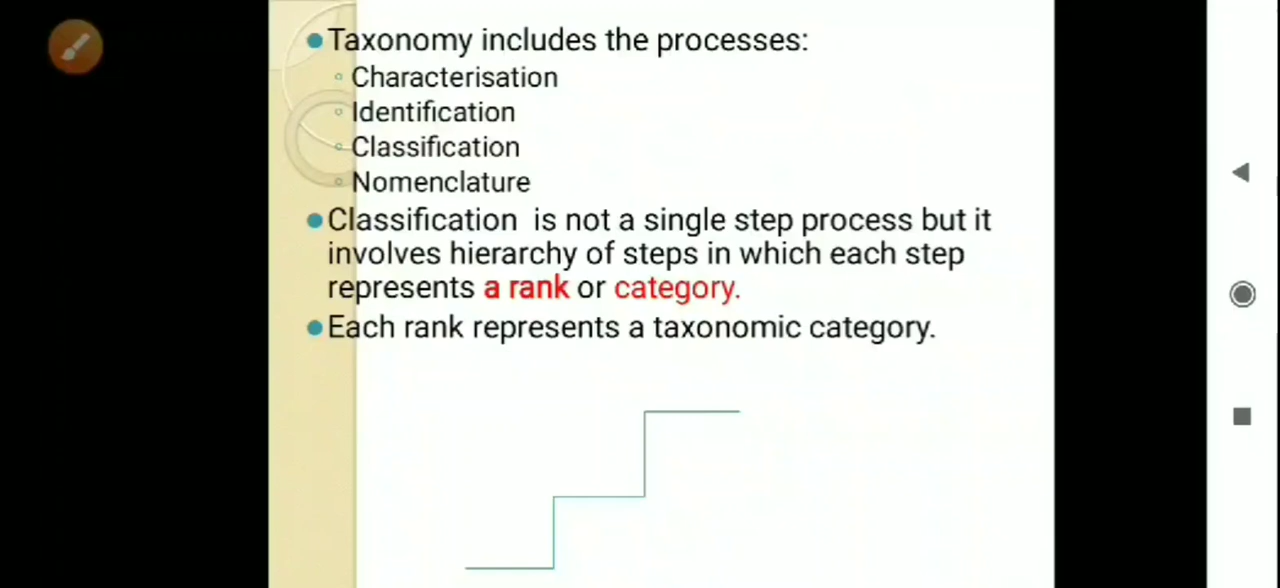 Taxonomy includes the processes:
Characterisation
Identification
Classification
Nomenclature
Classification is not a single step process but it
involves hierarchy of steps in which each step
represents a rank or category.
Each rank represents a taxonomic category.